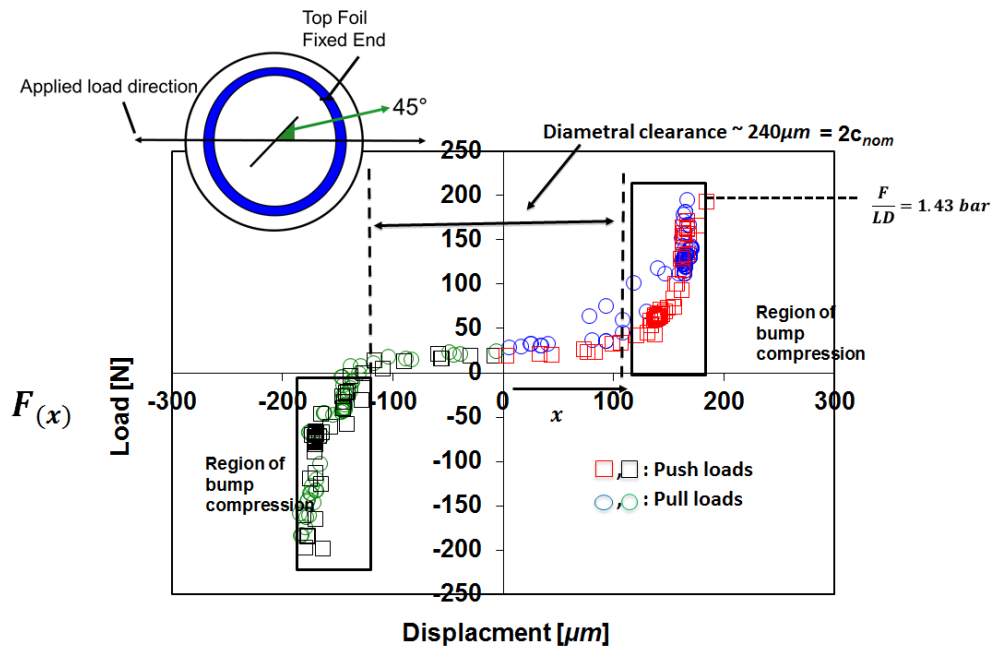 Top Foil
Fixed End
Applied load direction
45°
Diametral clearance ~ 240μm = 2c_nom
250
200
150
100
50
0
-50
-100
-150
-200
-250
F/LD = 1.43 bar
Region of
bump
compression
-300
-200
-100
0
100
200
300
x
F(x)
Load [N]
Region of
bump
compression
□,□ : Push loads
○,○ : Pull loads
Displacment [μm]